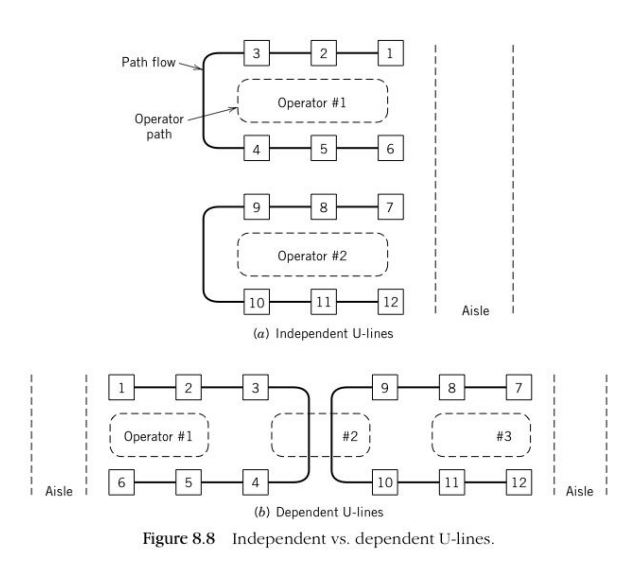 3 2 1
Path flow
Operator #1
Operator
path
4 5 6
9 8 7
Operator #2
10 11 12
Aisle
(a) Independent U-lines
1 2 3 9 8 7
Operator #1 #2 #3
6 5 4 10 11 12
Aisle Aisle
(b) Dependent U-lines
Figure 8.8 Independent vs. dependent U-lines.